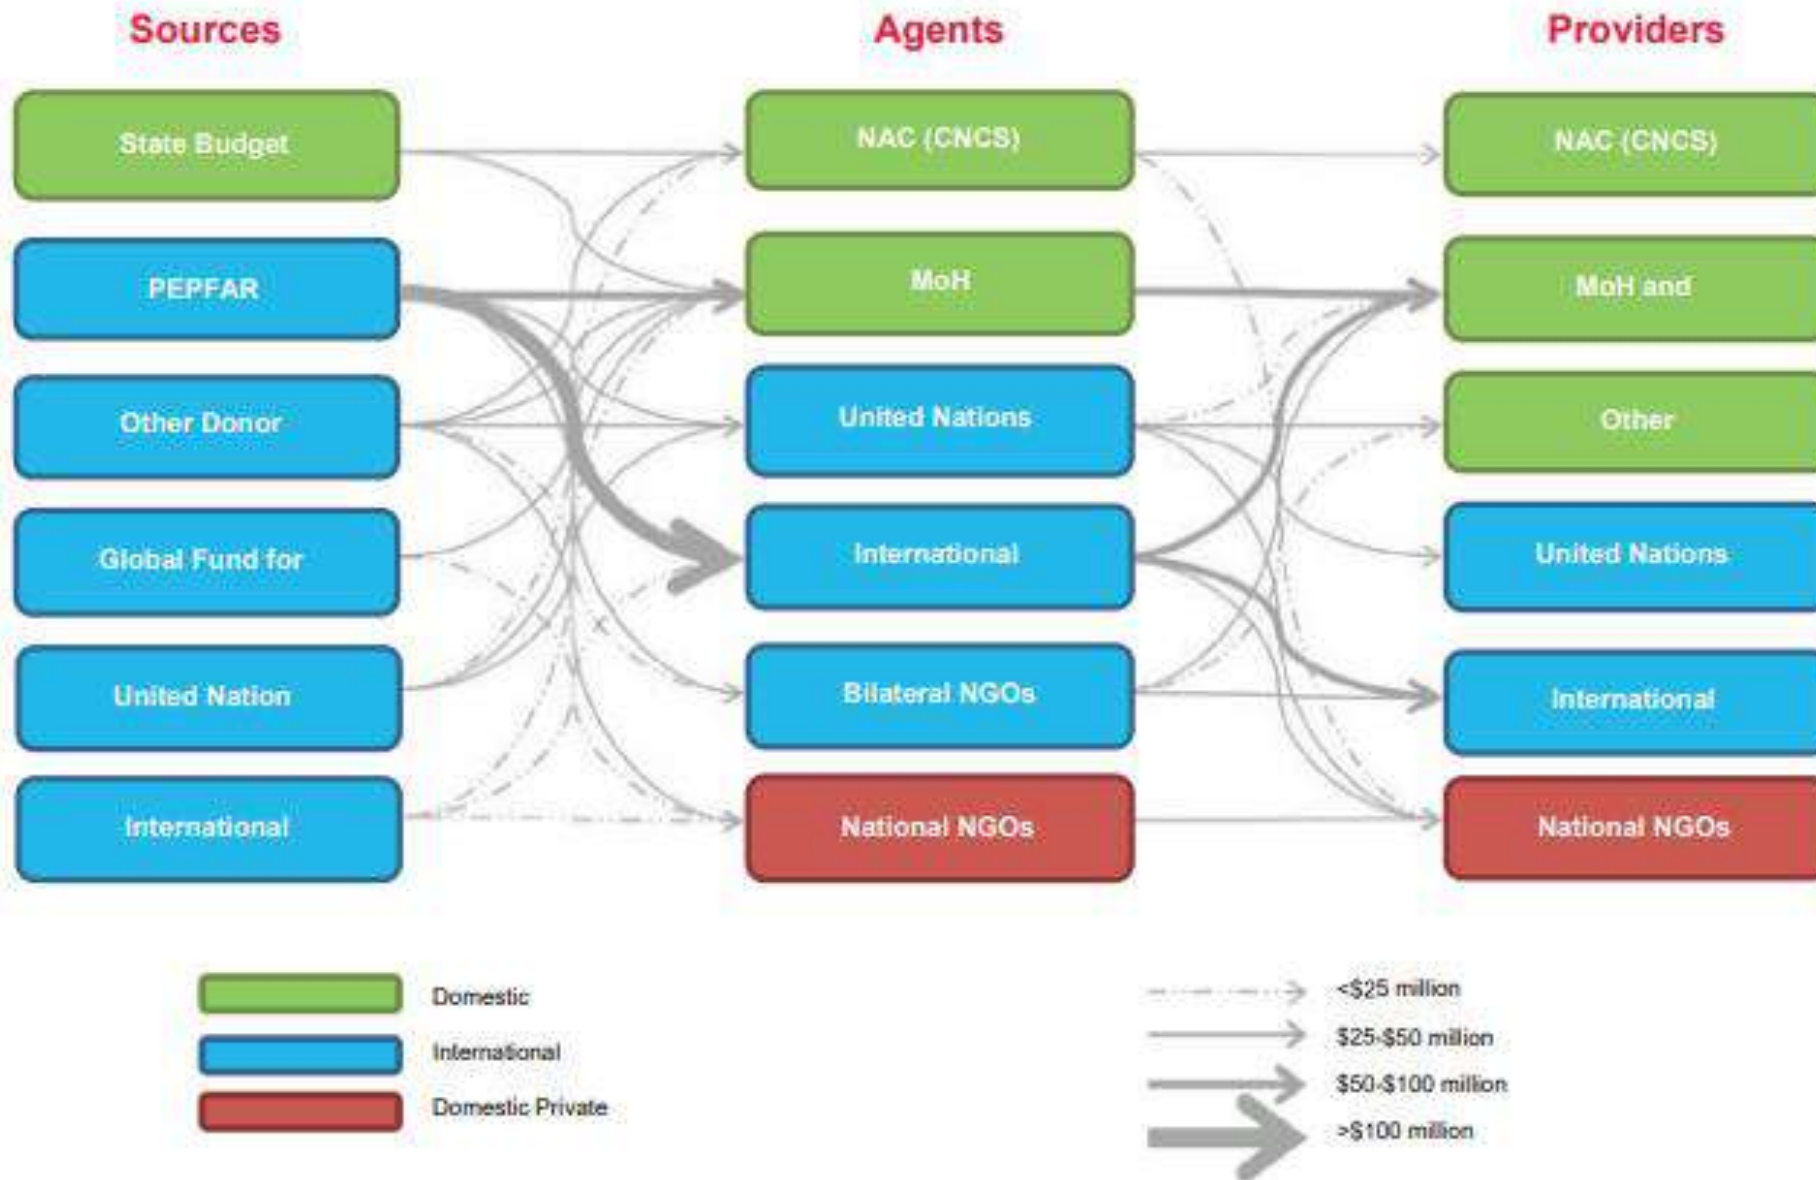 Sources
Agents
Providers
State Budget
NAC (CNCS)
NAC (CNCS)
PEPFAR
MoH
MoH and
Other Donor
United Nations
Other
Global Fund for
International
United Nations
United Nation
Bilateral NGOs
International
International
National NGOs
National NGOs
Domestic
International
Domestic Private
<$25 million
$25-$50 million
$50-$100 million
>$100 million